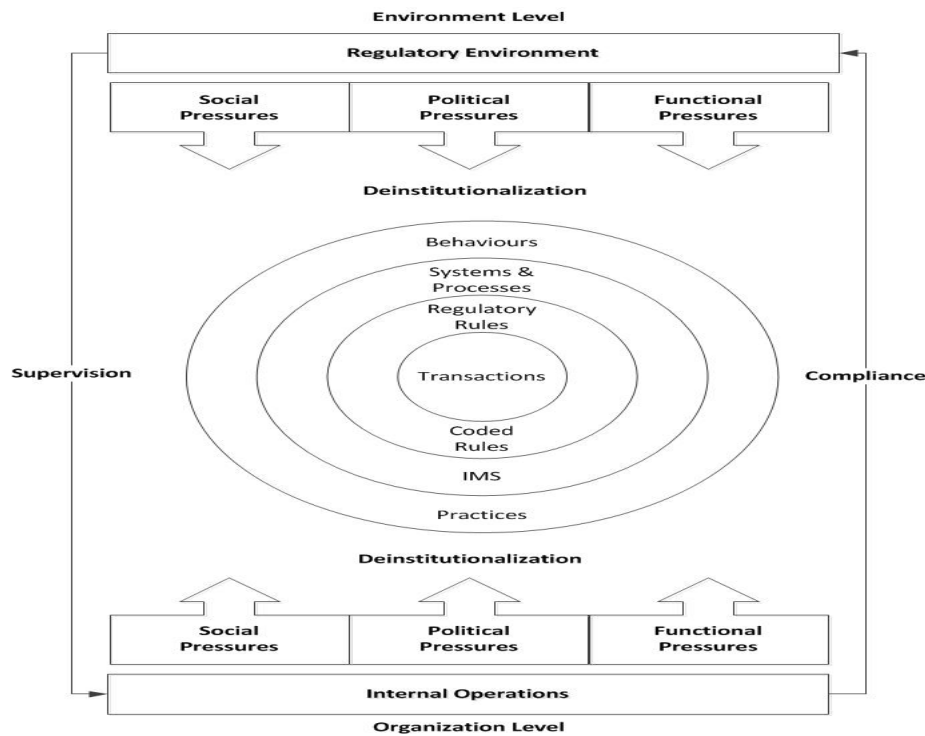 Environment Level
Regulatory Environment
Social
Pressures
Political
Pressures
Functional
Pressures
Deinstitutionalization
Behaviours
Systems &
Processes
Regulatory
Rules
Supervision
Transactions
Compliance
Coded
Rules
IMS
Practices
Deinstitutionalization
Social
Pressures
Political
Pressures
Functional
Pressures
Internal Operations
Organization Level